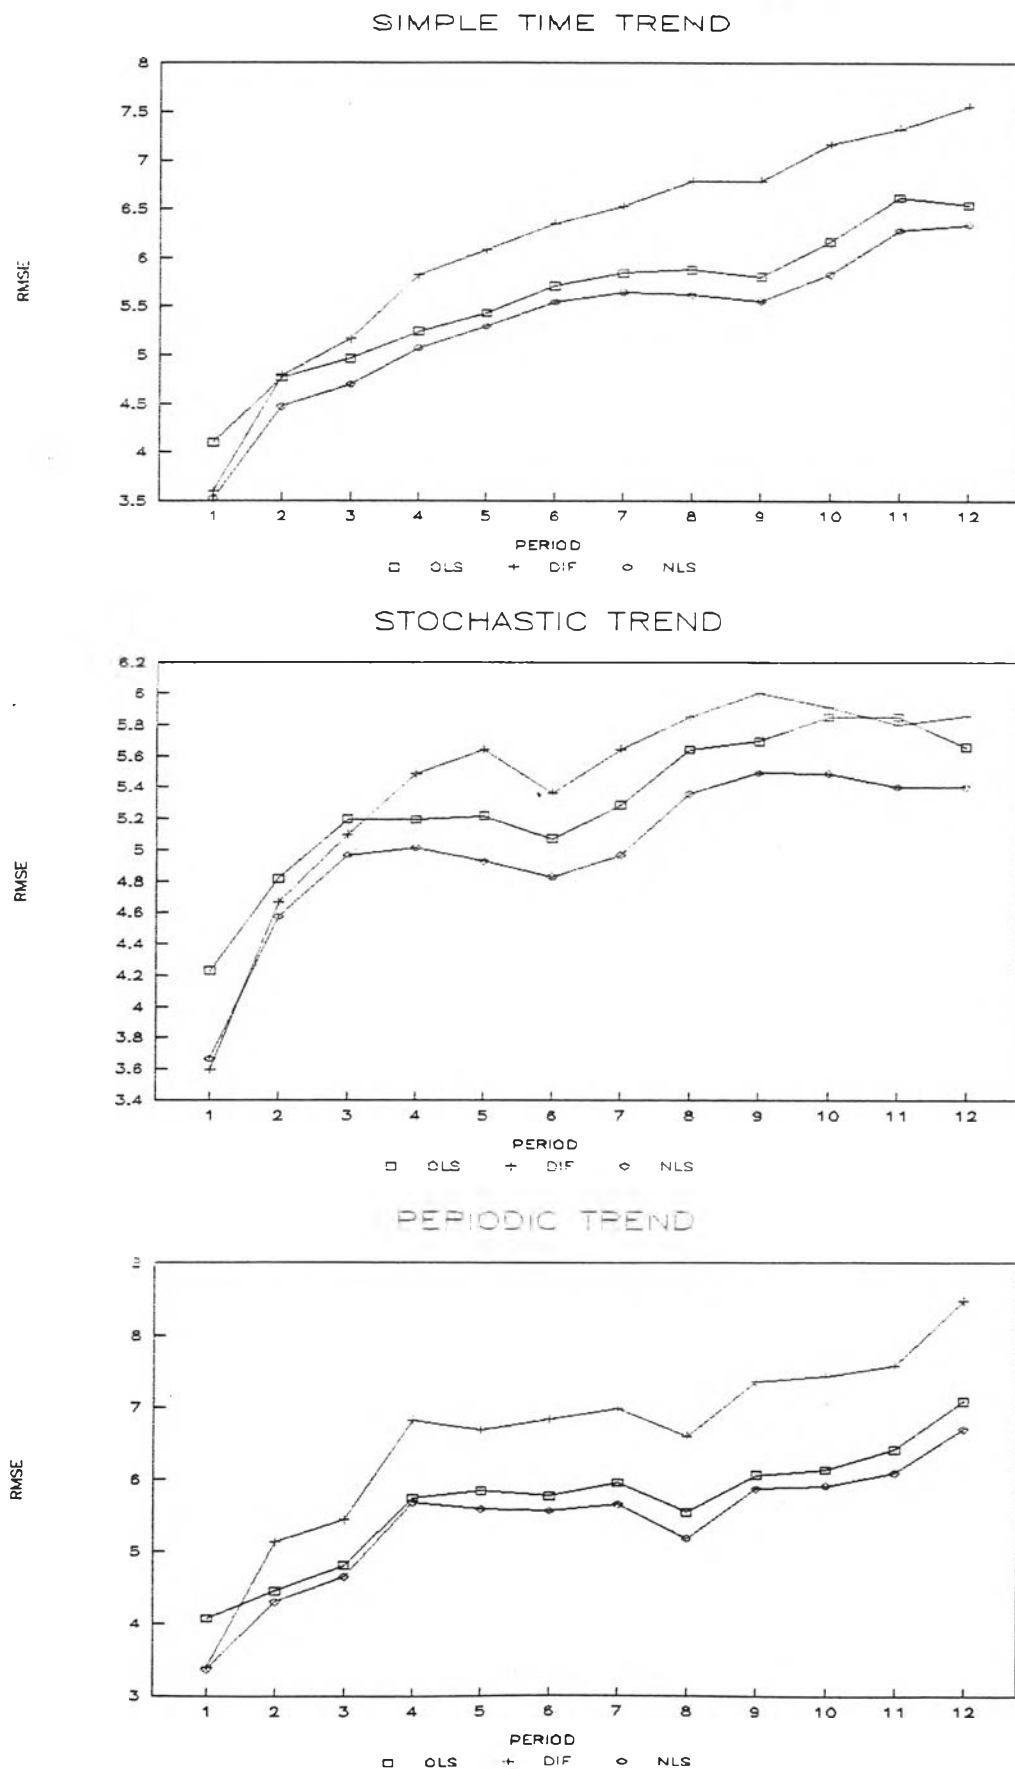 SIMPLE TIME TREND
8
7.5
7
6.5
6
5.5
5
4.5
4
3.5
RMSE
1 2 3 4 5 6 7 8 9 10 11 12
PERIOD
OLS DIF NLS
STOCHASTIC TREND
6.2
6
5.8
5.6
5.4
5.2
5
4.8
4.6
4.4
4.2
4
3.8
3.6
3.4
RMSE
1 2 3 4 5 6 7 8 9 10 11 12
PERIOD
OLS DIF NLS
PERIODIC TREND
9
8
7
6
5
4
3
RMSE
1 2 3 4 5 6 7 8 9 10 11 12
PERIOD
OLS DIF NLS